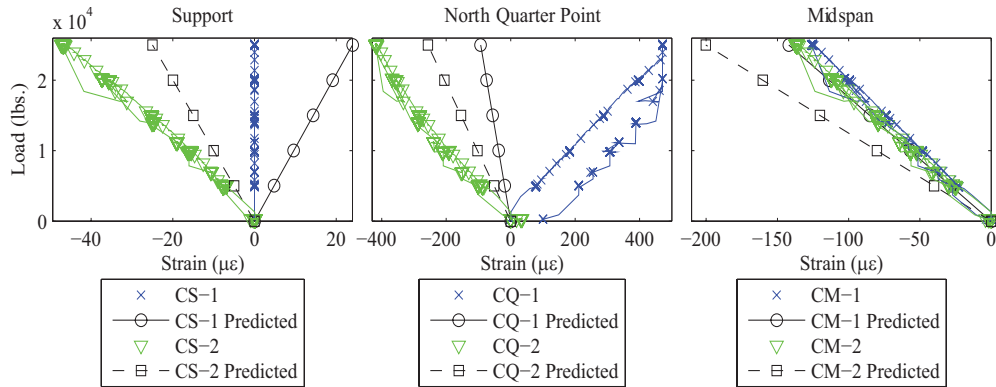 Support North Quarter Point Midspan
x 10⁴
Load (lbs.)
2
1
0
−40 −20 0 20
−400 −200 0 200 400
−200 −150 −100 −50 0
Strain (με) Strain (με) Strain (με)
CS−1
CS−1 Predicted
CS−2
CS−2 Predicted
CQ−1
CQ−1 Predicted
CQ−2
CQ−2 Predicted
CM−1
CM−1 Predicted
CM−2
CM−2 Predicted